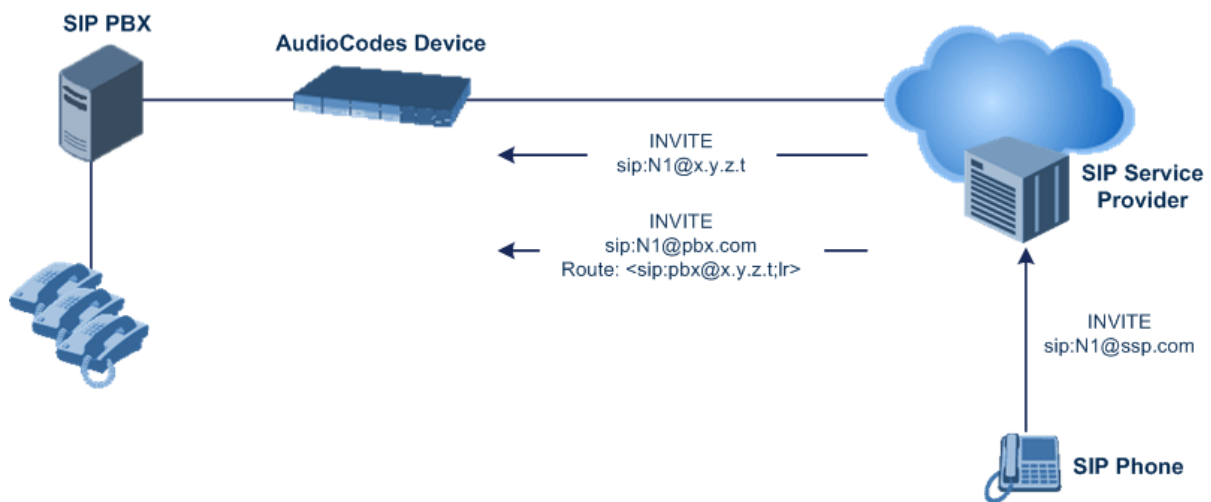 SIP PBX
AudioCodes Device
INVITE
sip:N1@x.y.z.t
SIP Service
Provider
INVITE
sip:N1@pbx.com
Route: <sip:pbx@x.y.z.t;lr>
INVITE
sip:N1@ssp.com
SIP Phone